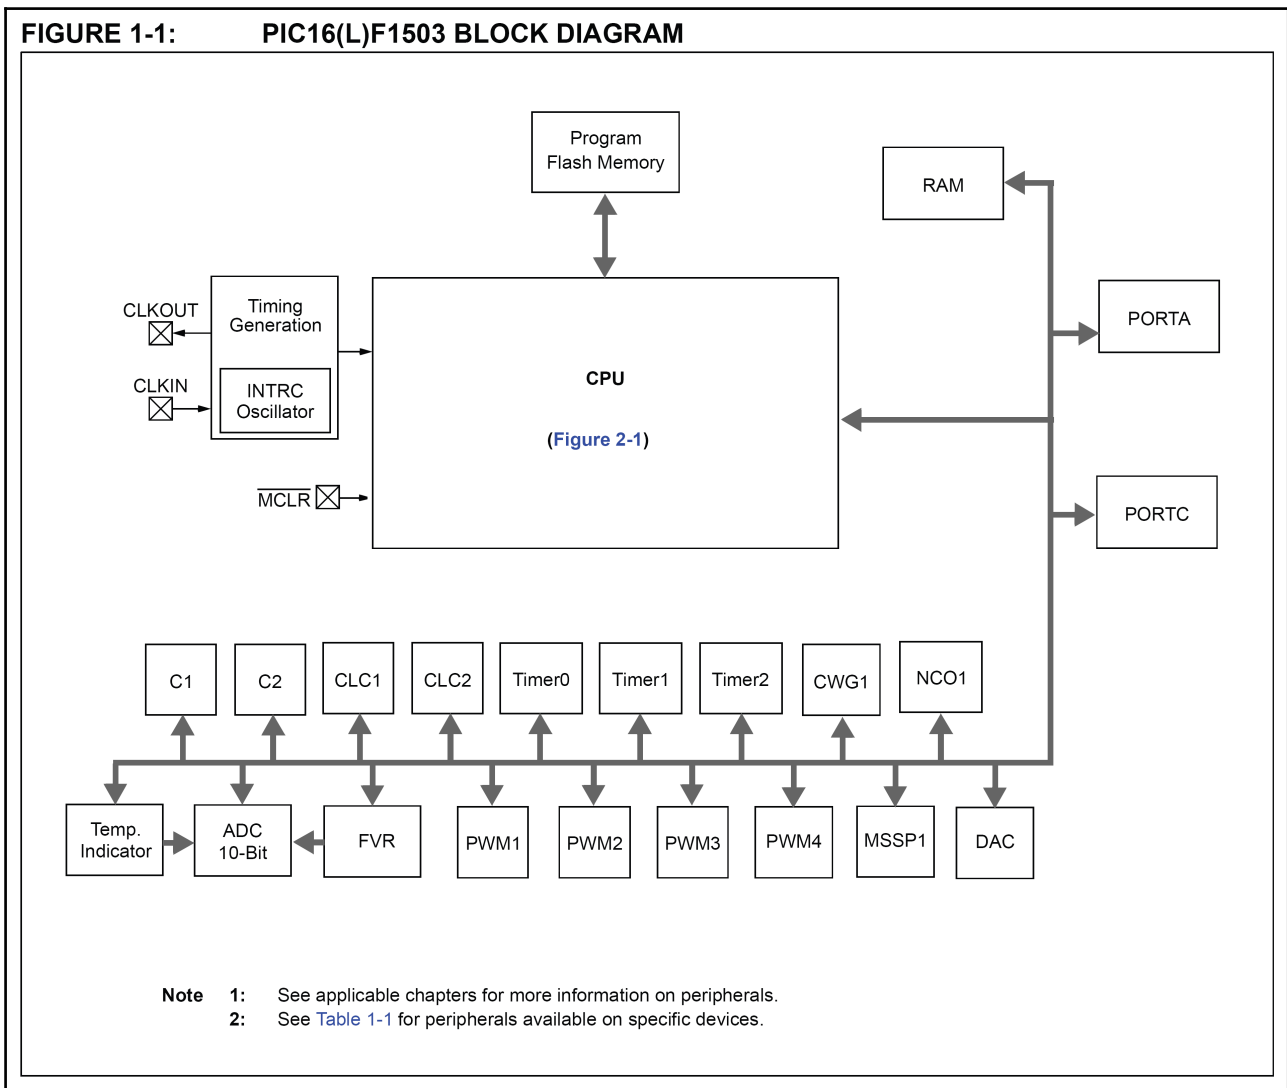 FIGURE 1-1: PIC16(L)F1503 BLOCK DIAGRAM
Program
Flash Memory
RAM
CLKOUT
Timing
Generation
PORTA
CLKIN
INTRC
Oscillator
CPU
(Figure 2-1)
MCLR
PORTC
C1
C2
CLC1
CLC2
Timer0
Timer1
Timer2
CWG1
NCO1
Temp.
Indicator
ADC
10-Bit
FVR
PWM1
PWM2
PWM3
PWM4
MSSP1
DAC
Note 1: See applicable chapters for more information on peripherals.
2: See Table 1-1 for peripherals available on specific devices.